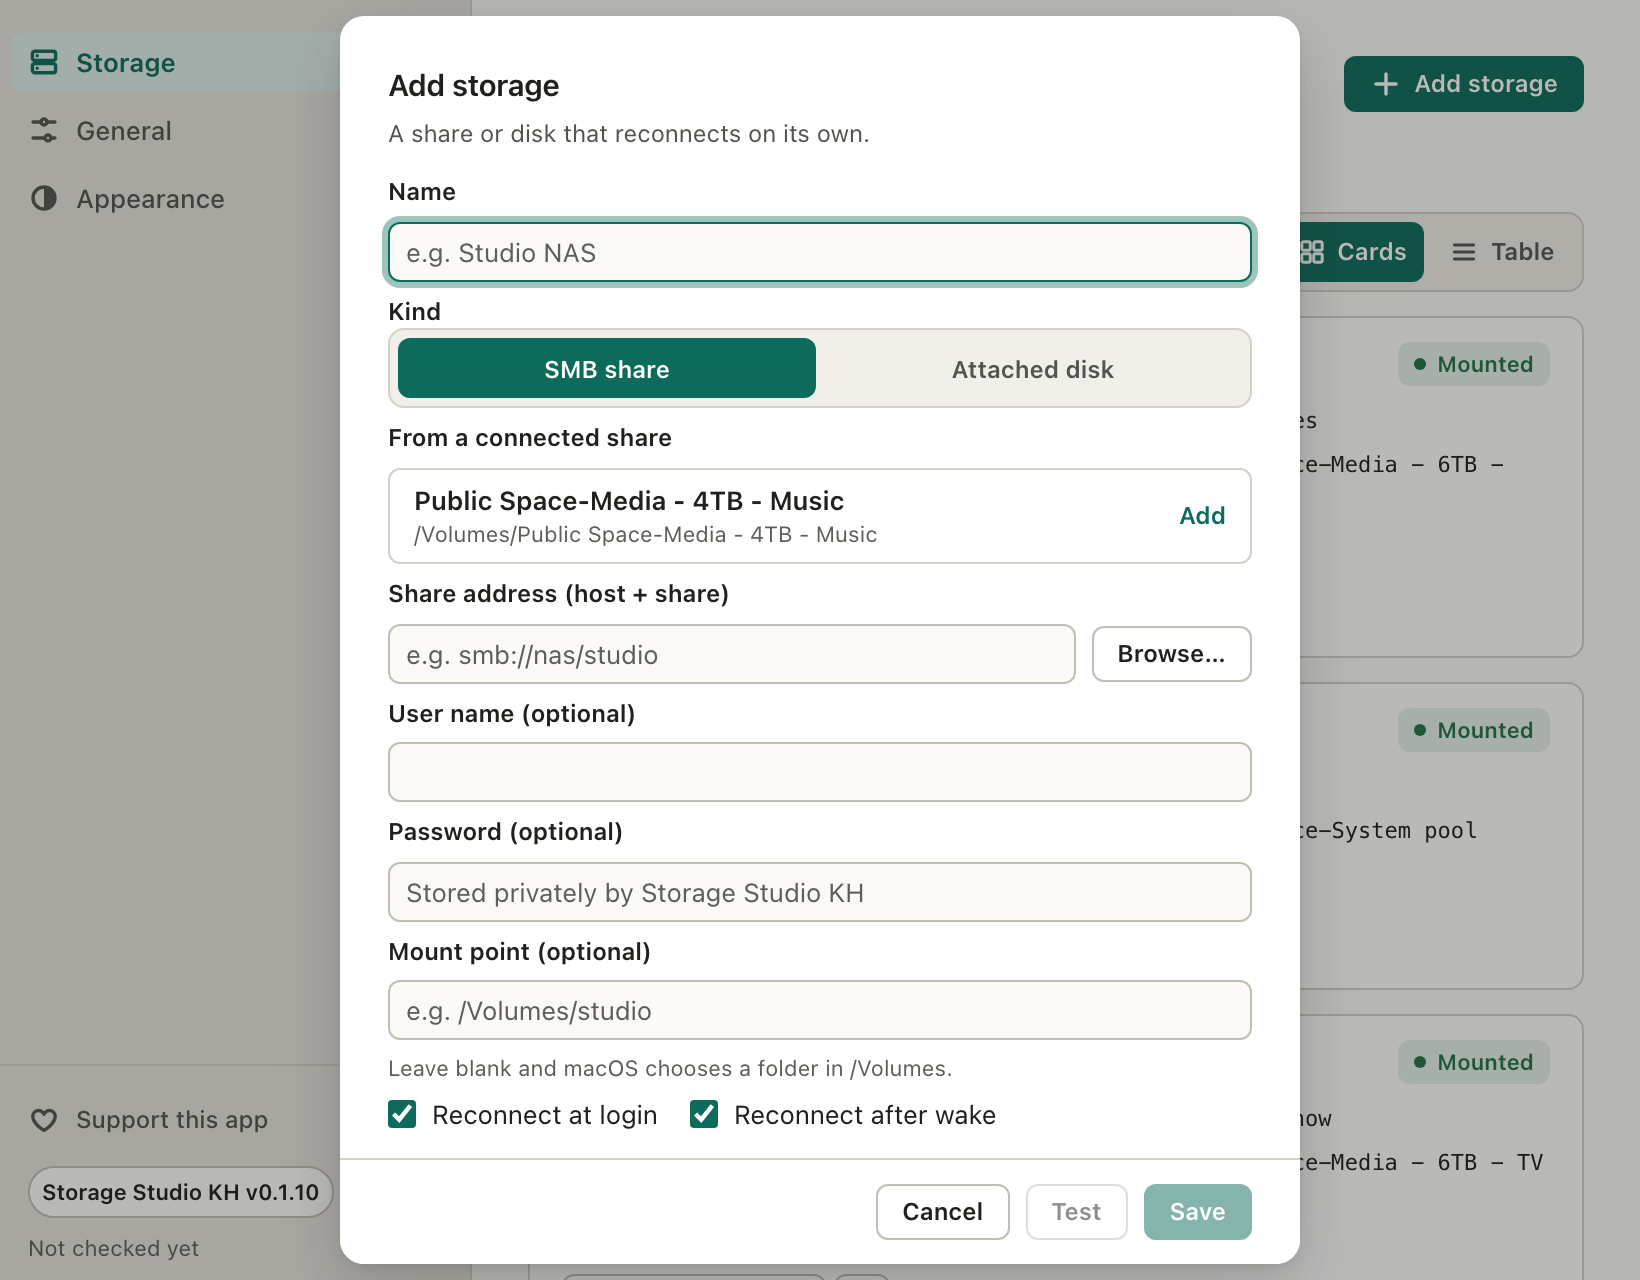 Storage
General
Appearance
Support this app
Storage Studio KH v0.1.10
Not checked yet
Add storage
A share or disk that reconnects on its own.
Name
e.g. Studio NAS
Kind
SMB share
Attached disk
From a connected share
Public Space-Media - 4TB - Music
/Volumes/Public Space-Media - 4TB - Music
Add
Share address (host + share)
e.g. smb://nas/studio
Browse...
User name (optional)
Password (optional)
Stored privately by Storage Studio KH
Mount point (optional)
e.g. /Volumes/studio
Leave blank and macOS chooses a folder in /Volumes.
Reconnect at login
Reconnect after wake
Cancel
Test
Save
Add storage
Cards
Table
Mounted
-Media - 6TB -
Mounted
-System pool
Mounted
-Media - 6TB - TV